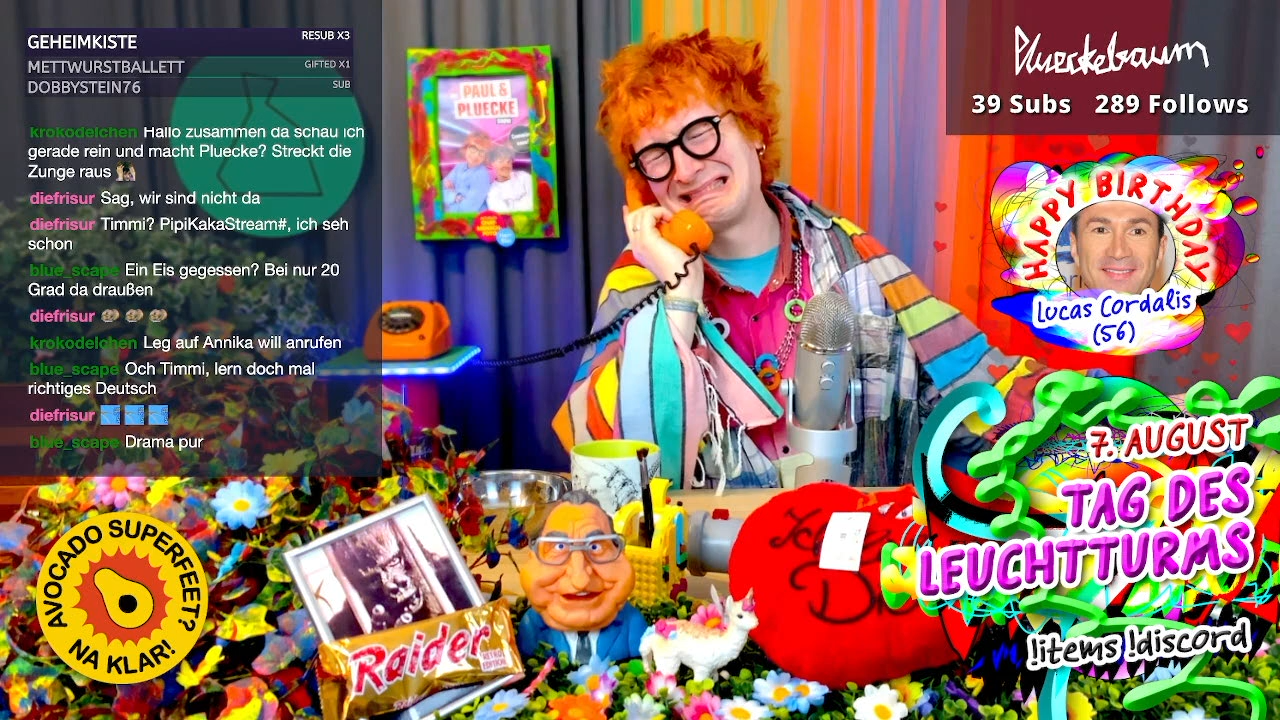 GEHEIMKISTE RESUB X3
METTWURSTBALLETT GIFTED X1
DOBBYSTEIN76 SUB
krokodelchen Hallo zusammen da schau ich
gerade rein und macht Pluecke? Streckt die
Zunge raus
diefrisur Sag, wir sind nicht da
diefrisur Timmi? PipiKakaStream#, ich seh
schon
blue_scape Ein Eis gegessen? Bei nur 20
Grad da draußen
diefrisur
krokodelchen Leg auf Annika will anrufen
blue_scape Och Timmi, lern doch mal
richtiges Deutsch
diefrisur
blue_scape Drama pur
AVOCADO SUPERFEET?
NA KLAR!
PAUL &
PLUECKE
Raider
RETRO
EDITION
Plueckebaum
39 Subs 289 Follows
HAPPY BIRTHDAY
Lucas Cordalis
(56)
7. AUGUST
TAG DES
LEUCHTTURMS
!items !discord